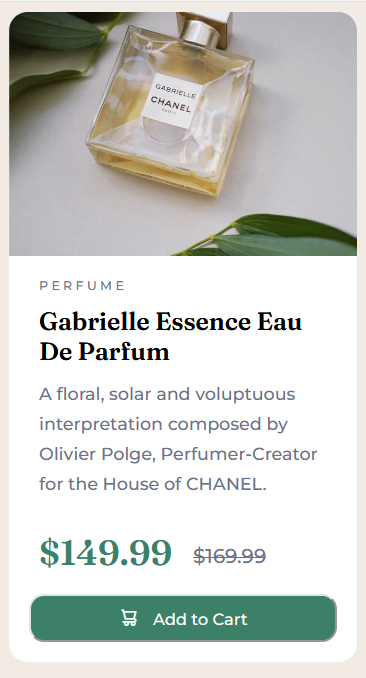 GABRIELLE
CHANEL
PARIS
PERFUME
Gabrielle Essence Eau
De Parfum
A floral, solar and voluptuous
interpretation composed by
Olivier Polge, Perfumer-Creator
for the House of CHANEL.
$149.99 $169.99
Add to Cart